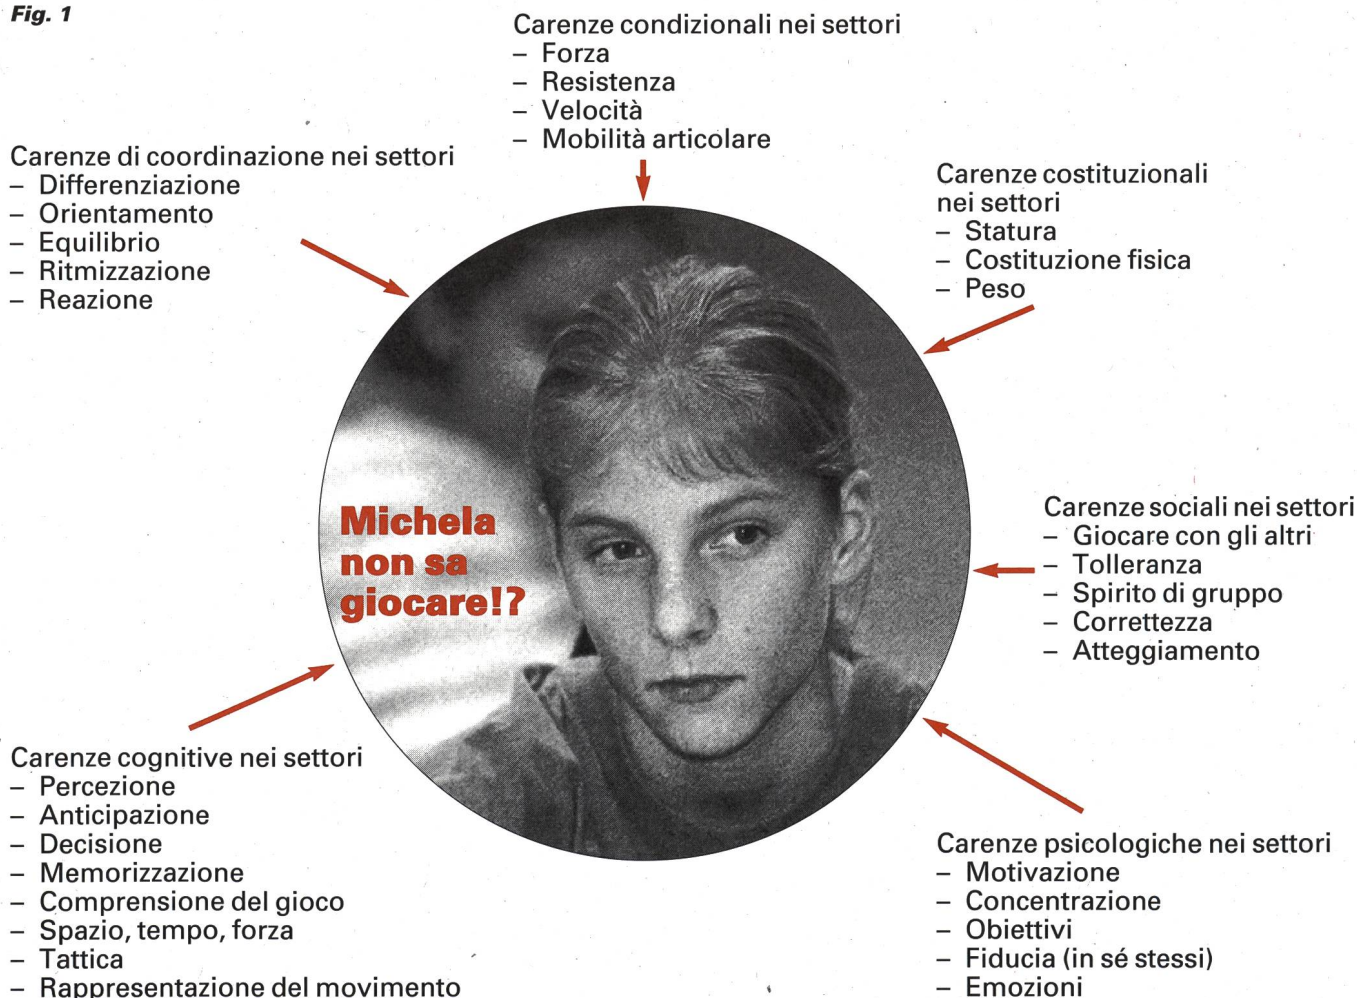 Fig. 1
Carenze condizionali nei settori
– Forza
– Resistenza
– Velocità
– Mobilità articolare
Carenze di coordinazione nei settori
– Differenziazione
– Orientamento
– Equilibrio
– Ritmizzazione
– Reazione
Carenze costituzionali
nei settori
– Statura
– Costituzione fisica
– Peso
Michela
non sa
giocare!?
Carenze sociali nei settori
– Giocare con gli altri
– Tolleranza
– Spirito di gruppo
– Correttezza
– Atteggiamento
Carenze cognitive nei settori
– Percezione
– Anticipazione
– Decisione
– Memorizzazione
– Comprensione del gioco
– Spazio, tempo, forza
– Tattica
– Rappresentazione del movimento
Carenze psicologiche nei settori
– Motivazione
– Concentrazione
– Obiettivi
– Fiducia (in sé stessi)
– Emozioni